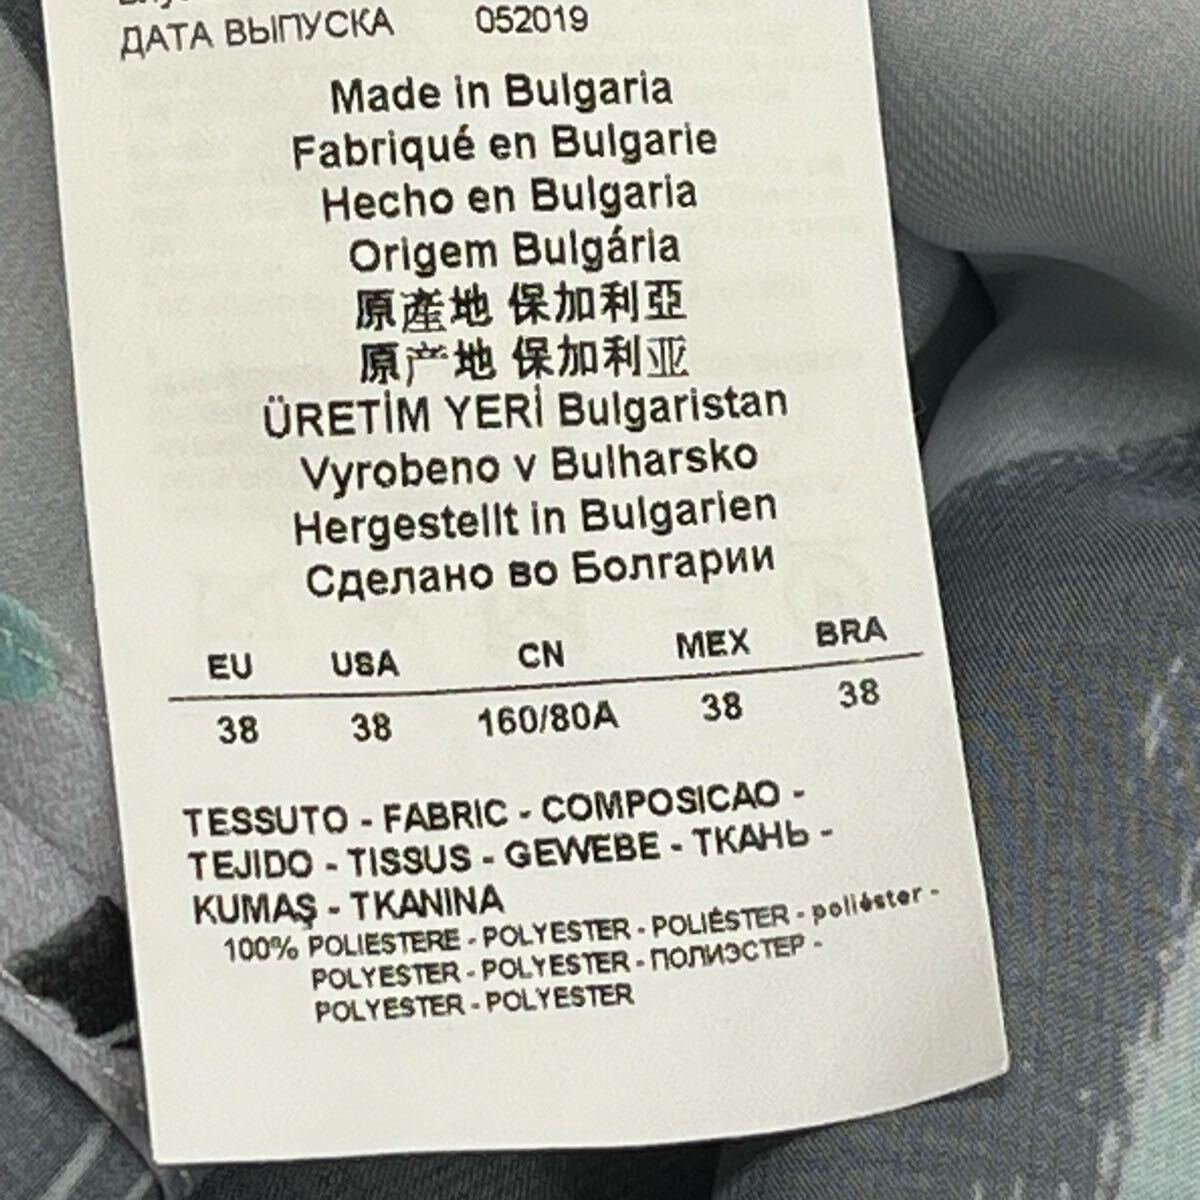 ДАТА ВЫПУСКА 052019
Made in Bulgaria
Fabriqué en Bulgarie
Hecho en Bulgaria
Origem Bulgária
原産地 保加利亞
原产地 保加利亚
ÜRETİM YERİ Bulgaristan
Vyrobeno v Bulharsko
Hergestellt in Bulgarien
Сделано во Болгарии
EU USA CN MEX BRA
38 38 160/80A 38 38
TESSUTO - FABRIC - COMPOSICAO -
TEJIDO - TISSUS - GEWEBE - ТКАНЬ -
KUMAŞ - TKANINA
100% POLIESTERE - POLYESTER - POLIÉSTER - poliéster -
POLYESTER - POLYESTER - ПОЛИЭСТЕР -
POLYESTER - POLYESTER